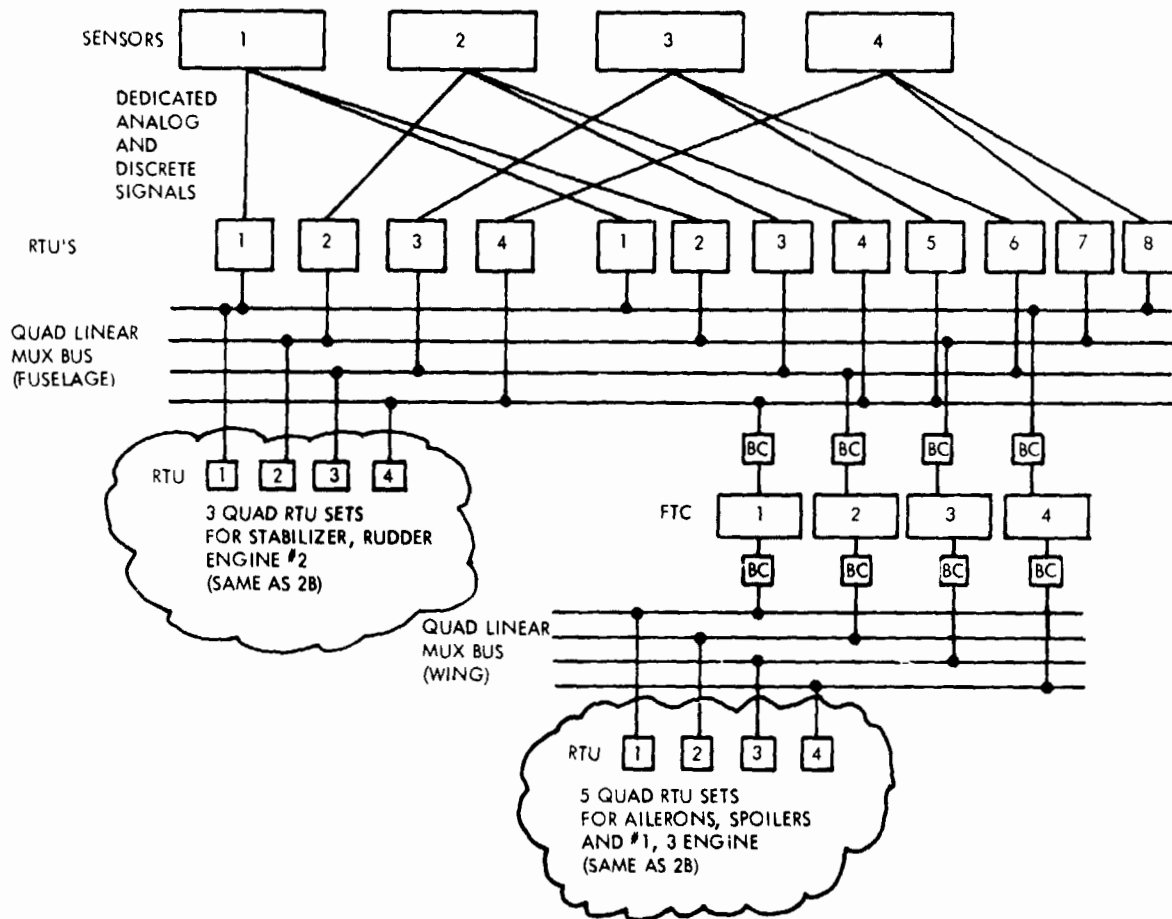 SENSORS
1
2
3
4
DEDICATED
ANALOG
AND
DISCRETE
SIGNALS
RTU'S
1
2
3
4
1
2
3
4
5
6
7
8
QUAD LINEAR
MUX BUS
(FUSELAGE)
BC
BC
BC
BC
RTU
1
2
3
4
3 QUAD RTU SETS
FOR STABILIZER, RUDDER
ENGINE #2
(SAME AS 2B)
FTC
1
2
3
4
BC
BC
BC
BC
QUAD LINEAR
MUX BUS
(WING)
RTU
1
2
3
4
5 QUAD RTU SETS
FOR AILERONS, SPOILERS
AND #1, 3 ENGINE
(SAME AS 2B)